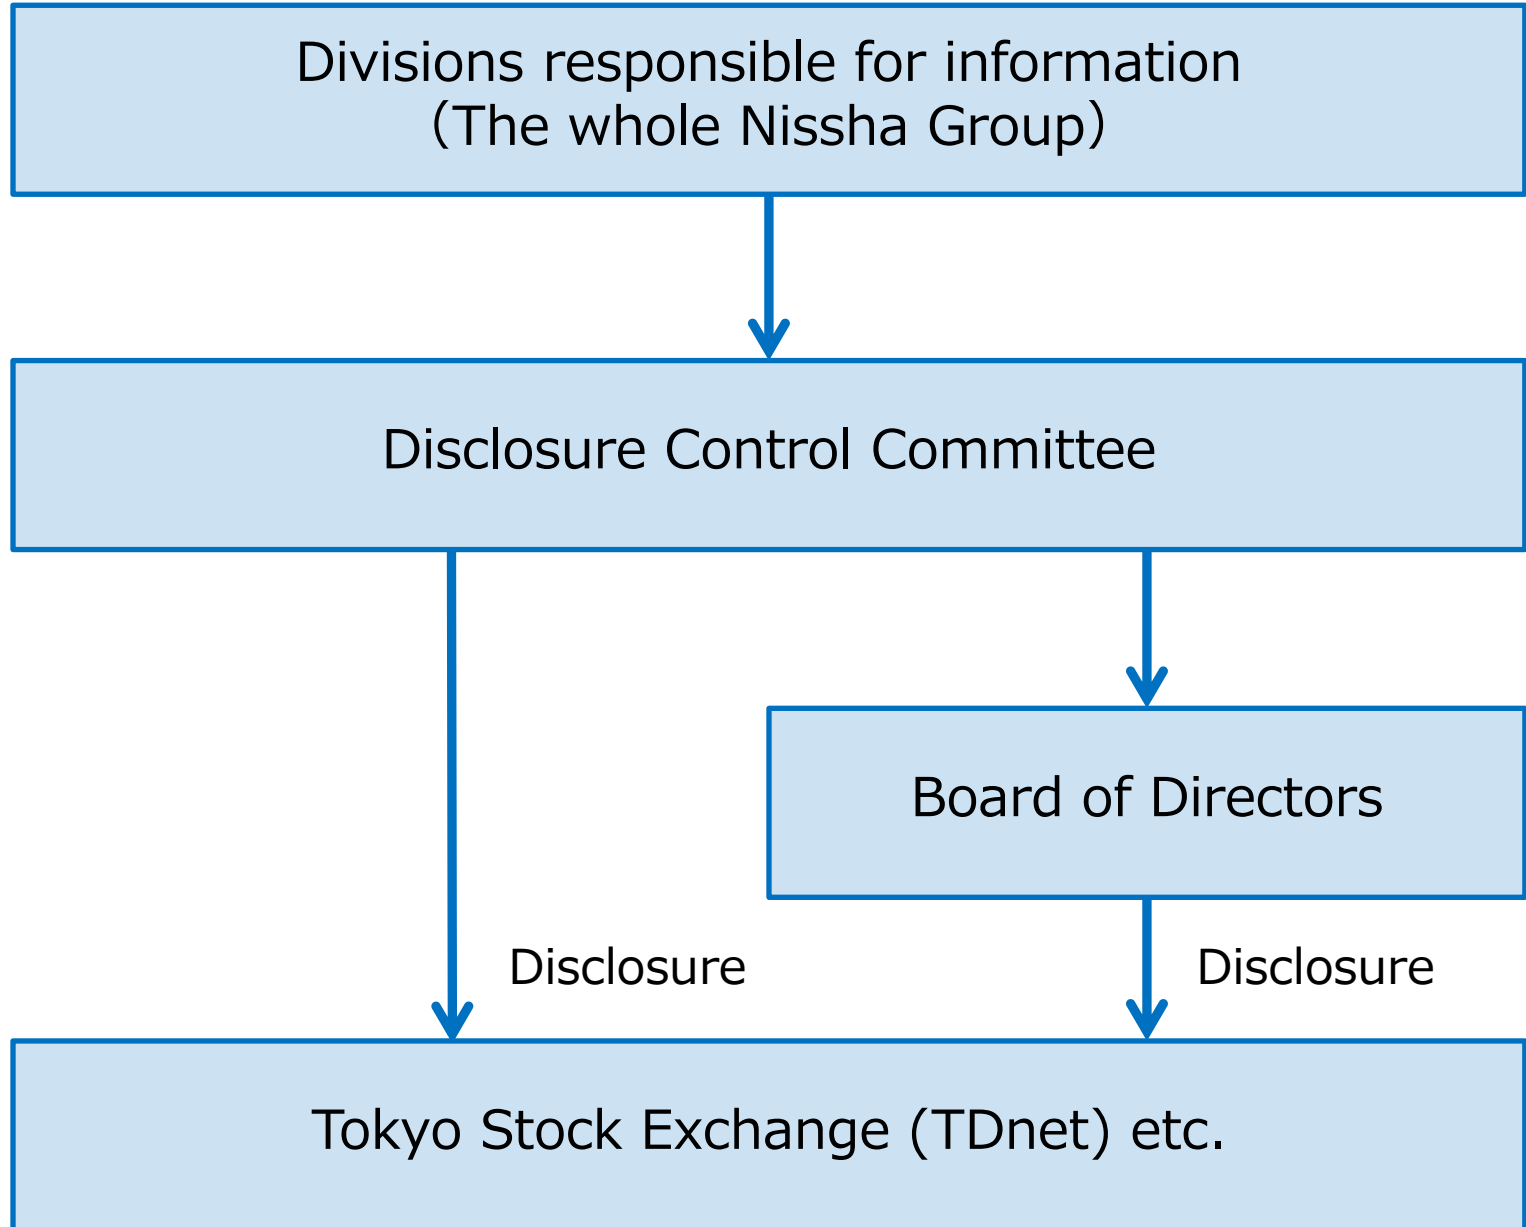 Divisions responsible for information
（The whole Nissha Group）
Disclosure Control Committee
Board of Directors
Disclosure
Disclosure
Tokyo Stock Exchange (TDnet) etc.